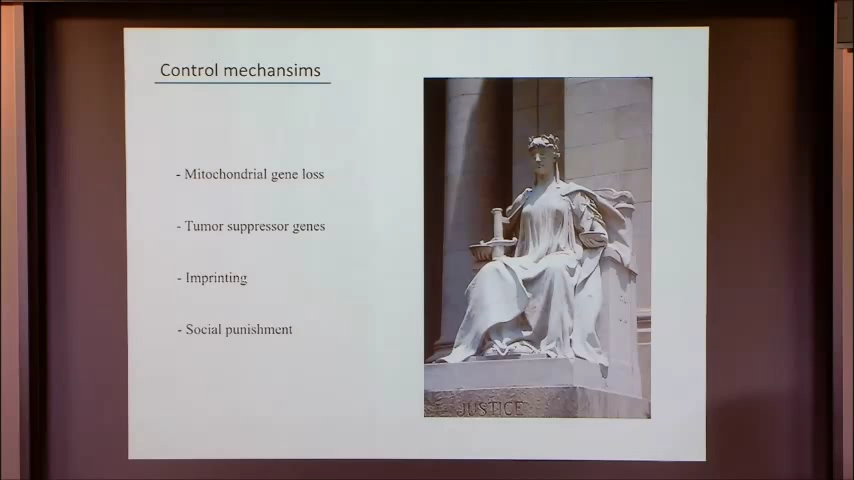 Control mechansims
- Mitochondrial gene loss
- Tumor suppressor genes
- Imprinting
- Social punishment
JUSTICE